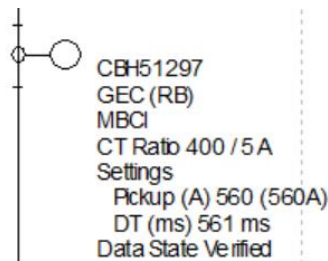 CBH51297
GEC (RB)
MBCI
CT Ratio 400 / 5 A
Settings
Pickup (A) 560 (560A)
DT (ms) 561 ms
Data State Verified